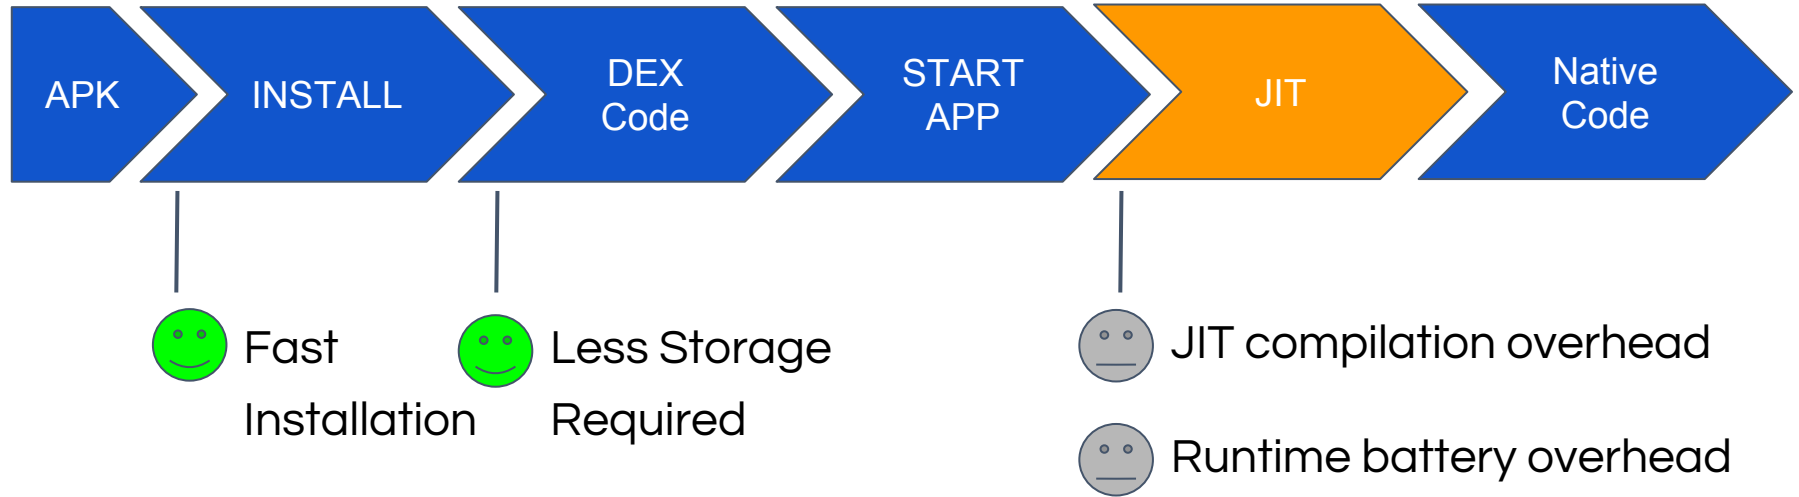 APK
INSTALL
DEX
Code
START
APP
JIT
Native
Code
Fast
Installation
Less Storage
Required
JIT compilation overhead
Runtime battery overhead